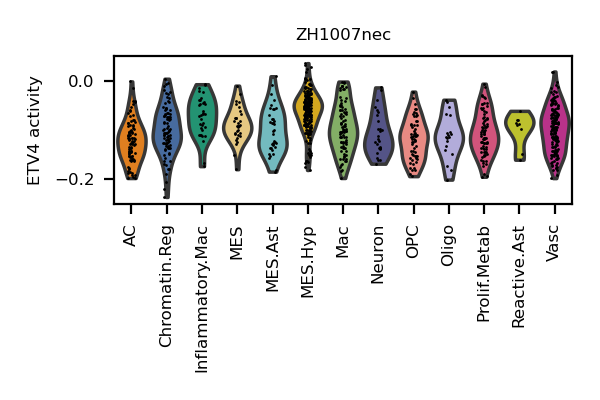 ZH1007nec
ETV4 activity
0.0
−0.2
AC
Chromatin.Reg
Inflammatory.Mac
MES
MES.Ast
MES.Hyp
Mac
Neuron
OPC
Oligo
Prolif.Metab
Reactive.Ast
Vasc